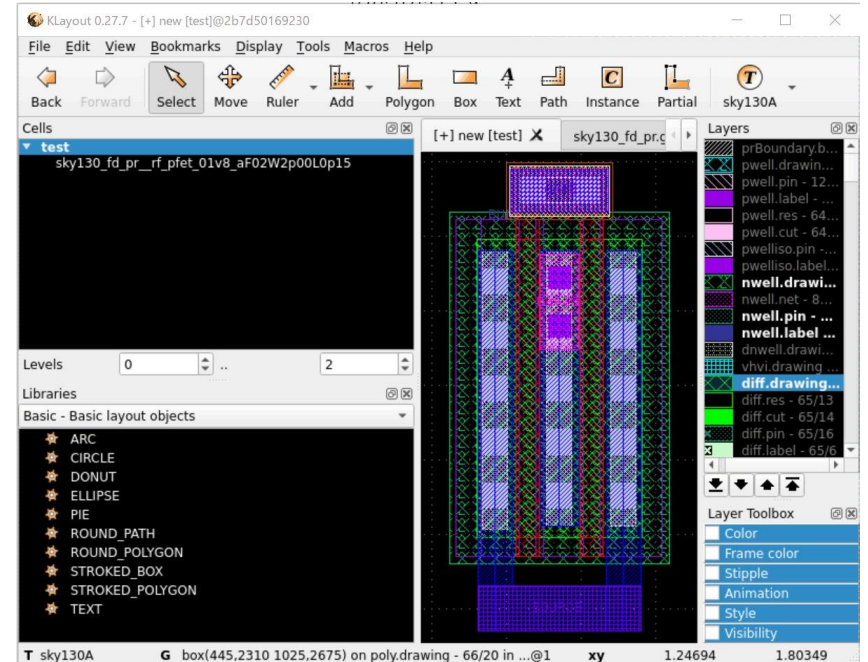 KLayout 0.27.7 - [+] new [test]@2b7d50169230
File Edit View Bookmarks Display Tools Macros Help
Back Forward Select Move Ruler Add Polygon Box Text Path Instance Partial sky130A
Cells
test
sky130_fd_pr__rf_pfet_01v8_aF02W2p00L0p15
Levels 0 .. 2
Libraries
Basic - Basic layout objects
ARC
CIRCLE
DONUT
ELLIPSE
PIE
ROUND_PATH
ROUND_POLYGON
STROKED_BOX
STROKED_POLYGON
TEXT
[+] new [test] sky130_fd_pr.g
Layers
prBoundary.b...
pwell.drawin...
pwell.pin - 12...
pwell.label - ...
pwell.res - 64...
pwell.cut - 64...
pwelliso.pin -...
pwelliso.label...
nwell.drawi...
nwell.net - 8...
nwell.pin - ...
nwell.label ...
dnwell.drawi...
vhvi.drawing ...
diff.drawing...
diff.res - 65/13
diff.cut - 65/14
diff.pin - 65/16
diff.label - 65/6
Layer Toolbox
Color
Frame color
Stipple
Animation
Style
Visibility
T sky130A G box(445,2310 1025,2675) on poly.drawing - 66/20 in ...@1 xy 1.24694 1.80349